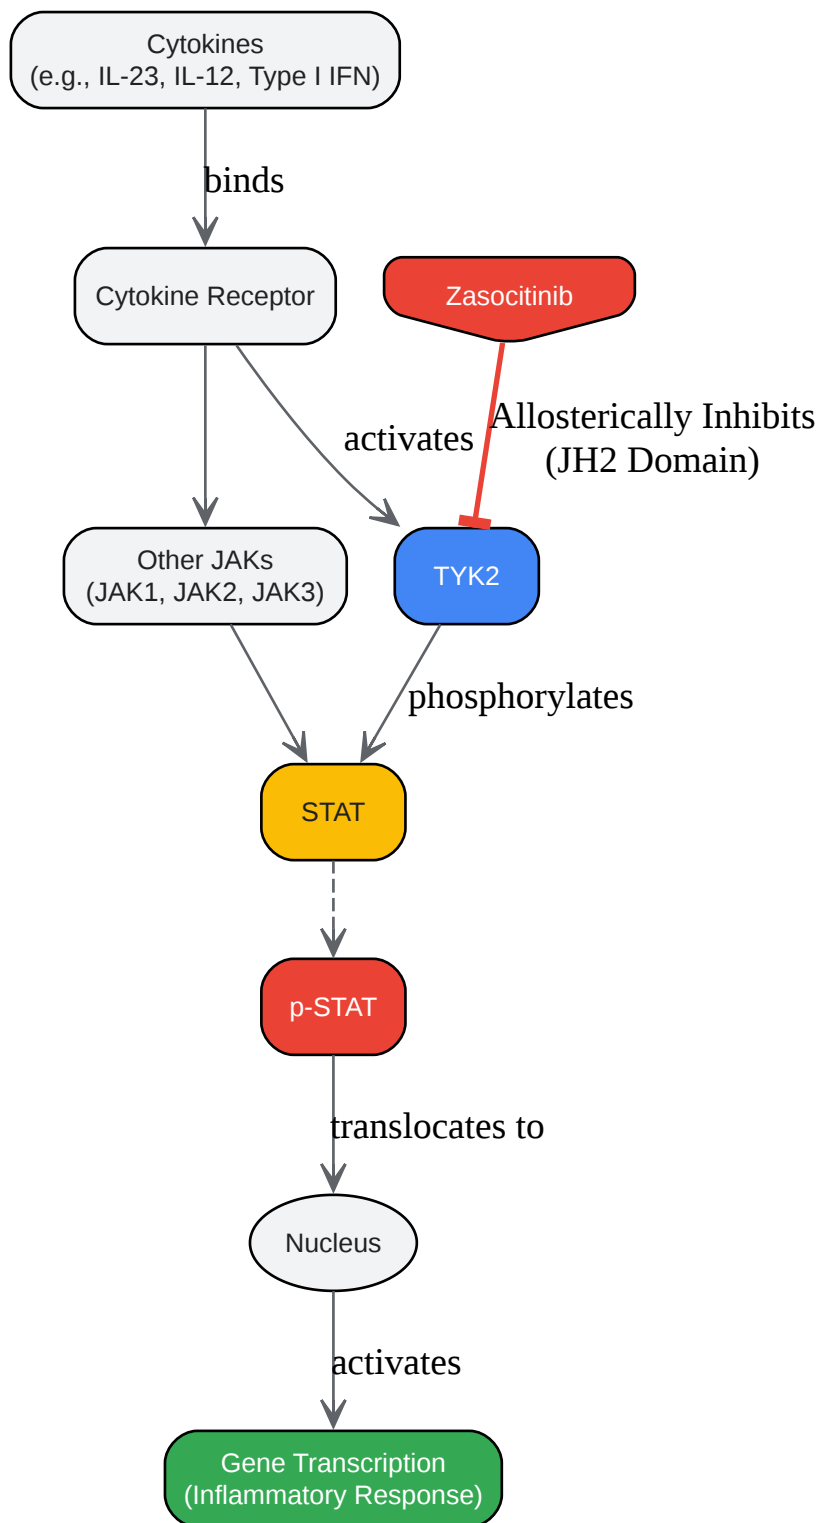 Cytokines
(e.g., IL-23, IL-12, Type I IFN)
binds
Cytokine Receptor
Zasocitinib
activates
Allosterically Inhibits
(JH2 Domain)
Other JAKs
(JAK1, JAK2, JAK3)
TYK2
phosphorylates
STAT
p-STAT
translocates to
Nucleus
activates
Gene Transcription
(Inflammatory Response)